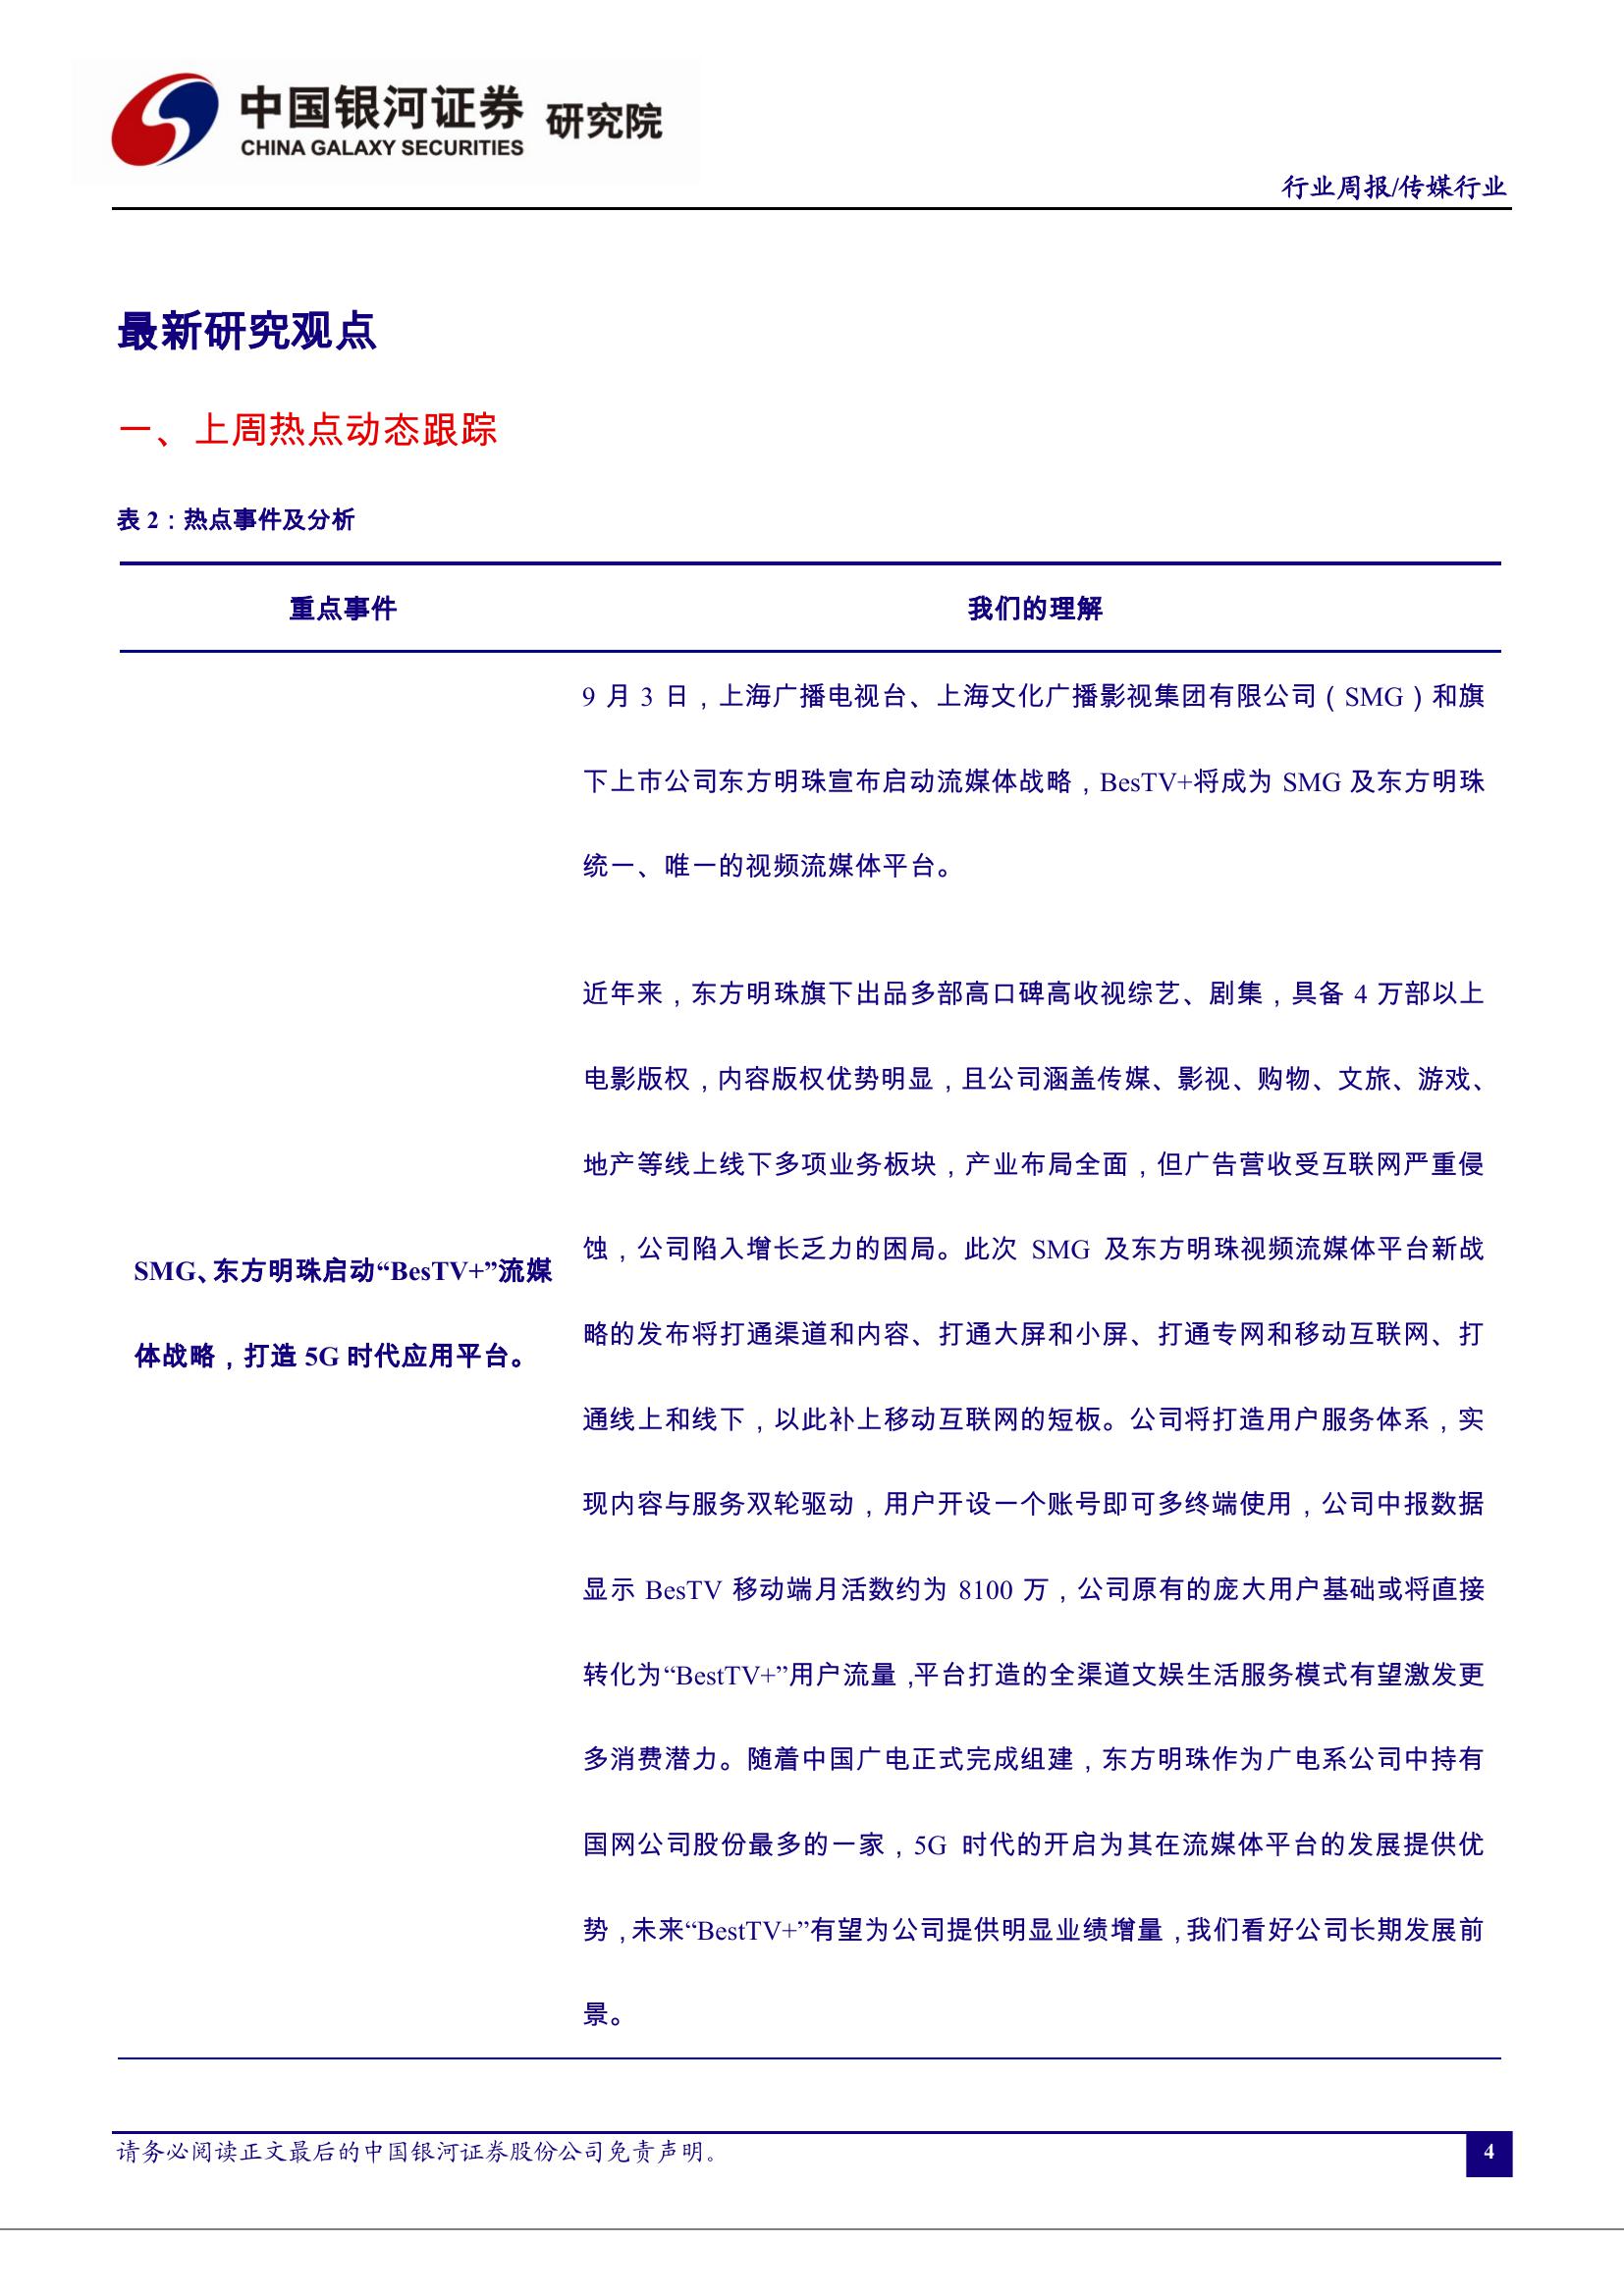 中国银河证券 研究院
CHINA GALAXY SECURITIES
行业周报/传媒行业
最新研究观点
一、上周热点动态跟踪
表 2：热点事件及分析
重点事件 我们的理解
9 月 3 日，上海广播电视台、上海文化广播影视集团有限公司（SMG）和旗
下上市公司东方明珠宣布启动流媒体战略，BesTV+将成为 SMG 及东方明珠
统一、唯一的视频流媒体平台。
近年来，东方明珠旗下出品多部高口碑高收视综艺、剧集，具备 4 万部以上
电影版权，内容版权优势明显，且公司涵盖传媒、影视、购物、文旅、游戏、
地产等线上线下多项业务板块，产业布局全面，但广告营收受互联网严重侵
SMG、东方明珠启动“BesTV+”流媒
体战略，打造 5G 时代应用平台。
蚀，公司陷入增长乏力的困局。此次 SMG 及东方明珠视频流媒体平台新战
略的发布将打通渠道和内容、打通大屏和小屏、打通专网和移动互联网、打
通线上和线下，以此补上移动互联网的短板。公司将打造用户服务体系，实
现内容与服务双轮驱动，用户开设一个账号即可多终端使用，公司中报数据
显示 BesTV 移动端月活数约为 8100 万，公司原有的庞大用户基础或将直接
转化为“BestTV+”用户流量，平台打造的全渠道文娱生活服务模式有望激发更
多消费潜力。随着中国广电正式完成组建，东方明珠作为广电系公司中持有
国网公司股份最多的一家，5G 时代的开启为其在流媒体平台的发展提供优
势，未来“BestTV+”有望为公司提供明显业绩增量，我们看好公司长期发展前
景。
请务必阅读正文最后的中国银河证券股份公司免责声明。
4